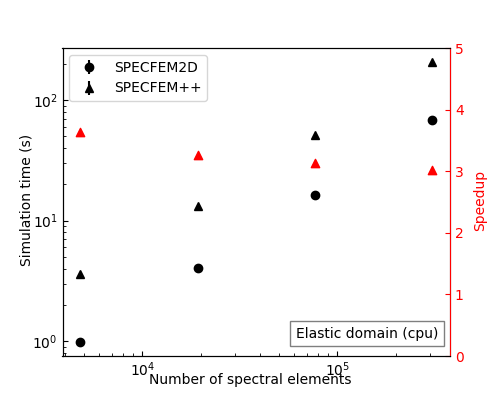 SPECFEM2D
SPECFEM++
Simulation time (s)
10²
10¹
10⁰
5
4
3
2
1
0
Speedup
Elastic domain (cpu)
10⁴
10⁵
Number of spectral elements